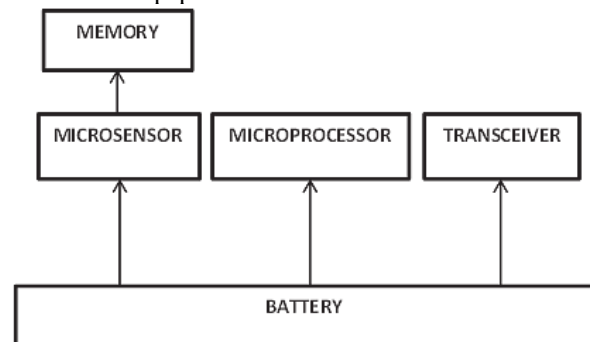 MEMORY
MICROSENSOR
MICROPROCESSOR
TRANSCEIVER
BATTERY